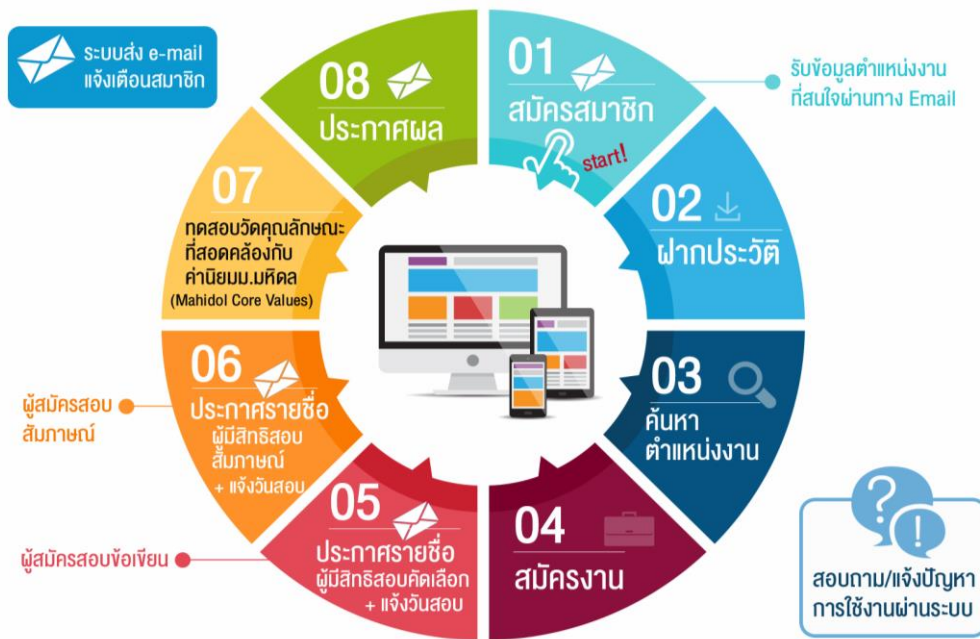 ระบบส่ง e-mail
แจ้งเตือนสมาชิก
01
สมัครสมาชิก
start!
รับข้อมูลตำแหน่งงาน
ที่สนใจผ่านทาง Email
02
ฝากประวัติ
03
ค้นหา
ตำแหน่งงาน
04
สมัครงาน
05
ประกาศรายชื่อ
ผู้มีสิทธิสอบคัดเลือก
+ แจ้งวันสอบ
ผู้สมัครสอบข้อเขียน
06
ประกาศรายชื่อ
ผู้มีสิทธิสอบ
สัมภาษณ์
+ แจ้งวันสอบ
ผู้สมัครสอบ
สัมภาษณ์
07
ทดสอบวัดคุณลักษณะ
ที่สอดคล้องกับ
ค่านิยมม.มหิดล
(Mahidol Core Values)
08
ประกาศผล
? !
สอบถาม/แจ้งปัญหา
การใช้งานผ่านระบบ